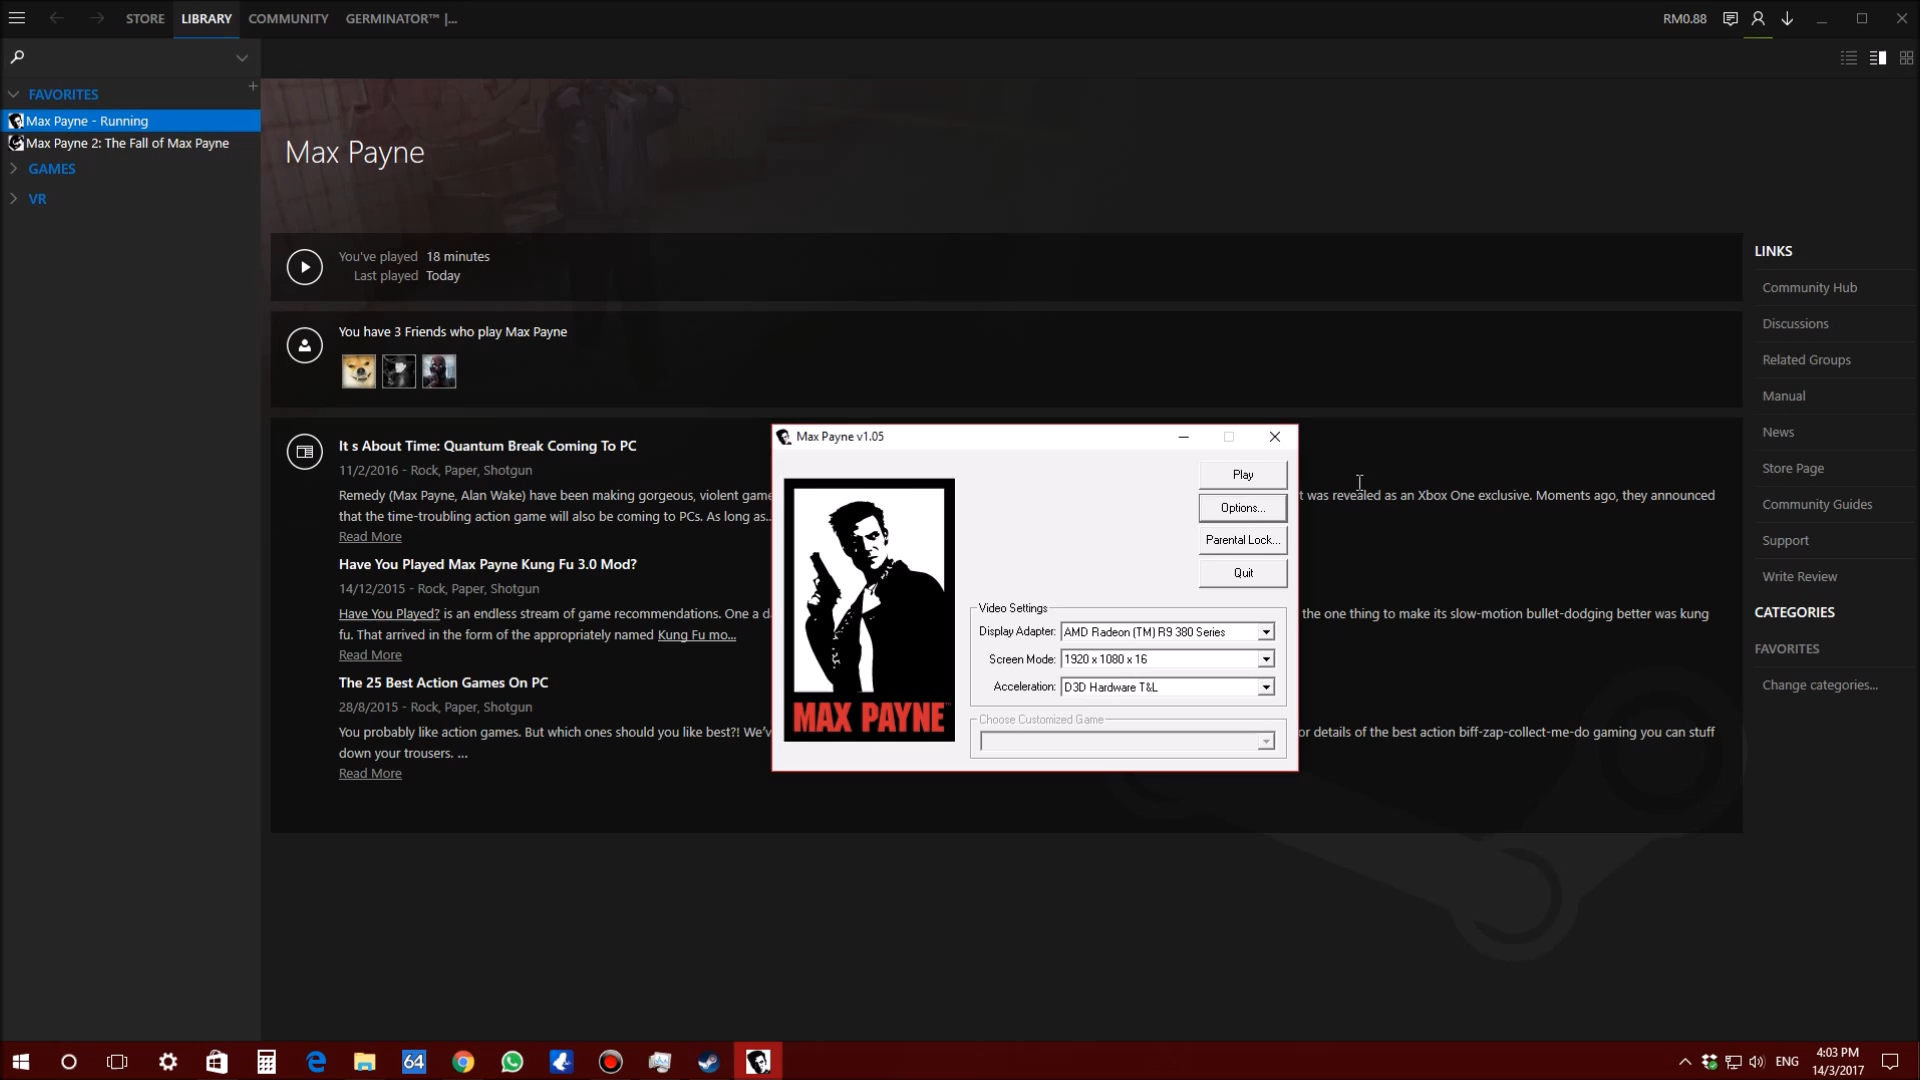 STORE LIBRARY COMMUNITY GERMINATOR™ |... RM0.88
FAVORITES
Max Payne - Running
Max Payne 2: The Fall of Max Payne
GAMES
VR
Max Payne
You've played 18 minutes
Last played Today
You have 3 Friends who play Max Payne
It s About Time: Quantum Break Coming To PC
11/2/2016 - Rock, Paper, Shotgun
Remedy (Max Payne, Alan Wake) have been making gorgeous, violent game
t was revealed as an Xbox One exclusive. Moments ago, they announced
that the time-troubling action game will also be coming to PCs. As long as...
Read More
Have You Played Max Payne Kung Fu 3.0 Mod?
14/12/2015 - Rock, Paper, Shotgun
Have You Played? is an endless stream of game recommendations. One a d
the one thing to make its slow-motion bullet-dodging better was kung
fu. That arrived in the form of the appropriately named Kung Fu mo...
Read More
The 25 Best Action Games On PC
28/8/2015 - Rock, Paper, Shotgun
You probably like action games. But which ones should you like best?! We'v
or details of the best action biff-zap-collect-me-do gaming you can stuff
down your trousers. ...
Read More
Max Payne v1.05
MAX PAYNE
Play
Options...
Parental Lock...
Quit
Video Settings
Display Adapter: AMD Radeon (TM) R9 380 Series
Screen Mode: 1920 x 1080 x 16
Acceleration: D3D Hardware T&L
Choose Customized Game
LINKS
Community Hub
Discussions
Related Groups
Manual
News
Store Page
Community Guides
Support
Write Review
CATEGORIES
FAVORITES
Change categories...
64
ENG
4:03 PM
14/3/2017